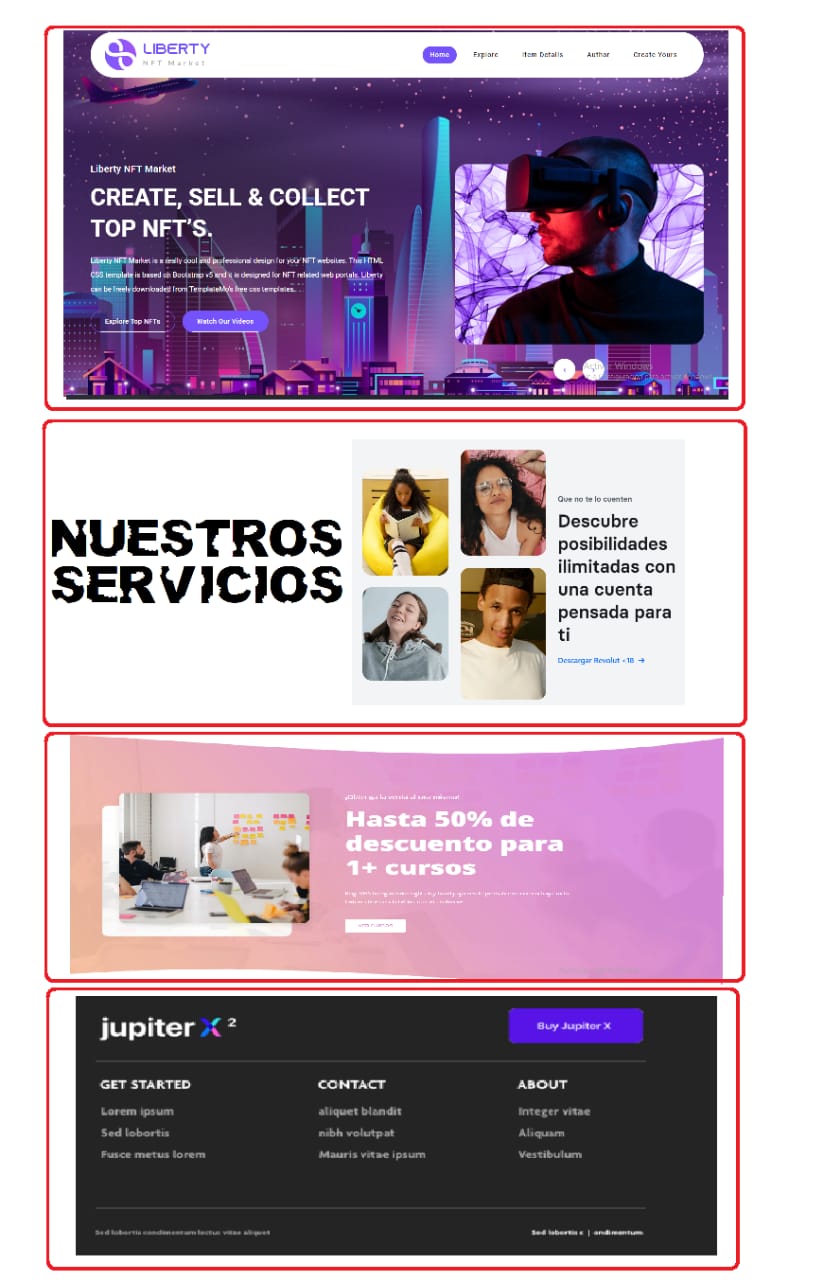 LIBERTY
NFT Market
Home Explore Item Details Author Create Yours
Liberty NFT Market
CREATE, SELL & COLLECT
TOP NFT'S.
Liberty NFT Market is a really cool and professional design for your NFT websites. This HTML
CSS template is based on Bootstrap v5 and it is designed for NFT related web portals. Liberty
can be freely downloaded from TemplateMo's free css templates.
Explore Top NFTs Watch Our Videos
Windows
NUESTROS
SERVICIOS
Que no te lo cuenten
Descubre
posibilidades
ilimitadas con
una cuenta
pensada para
ti
Descargar Revolut <18 →
Hasta 50% de
descuento para
1+ cursos
jupiter X 2
Buy Jupiter X
GET STARTED
Lorem ipsum
Sed lobortis
Fusce metus lorem
CONTACT
aliquet blandit
nibh volutpat
Mauris vitae ipsum
ABOUT
Integer vitae
Aliquam
Vestibulum
Sed lobortis condimentum lectus vitae aliquet
Sed lobortis c | andimentum